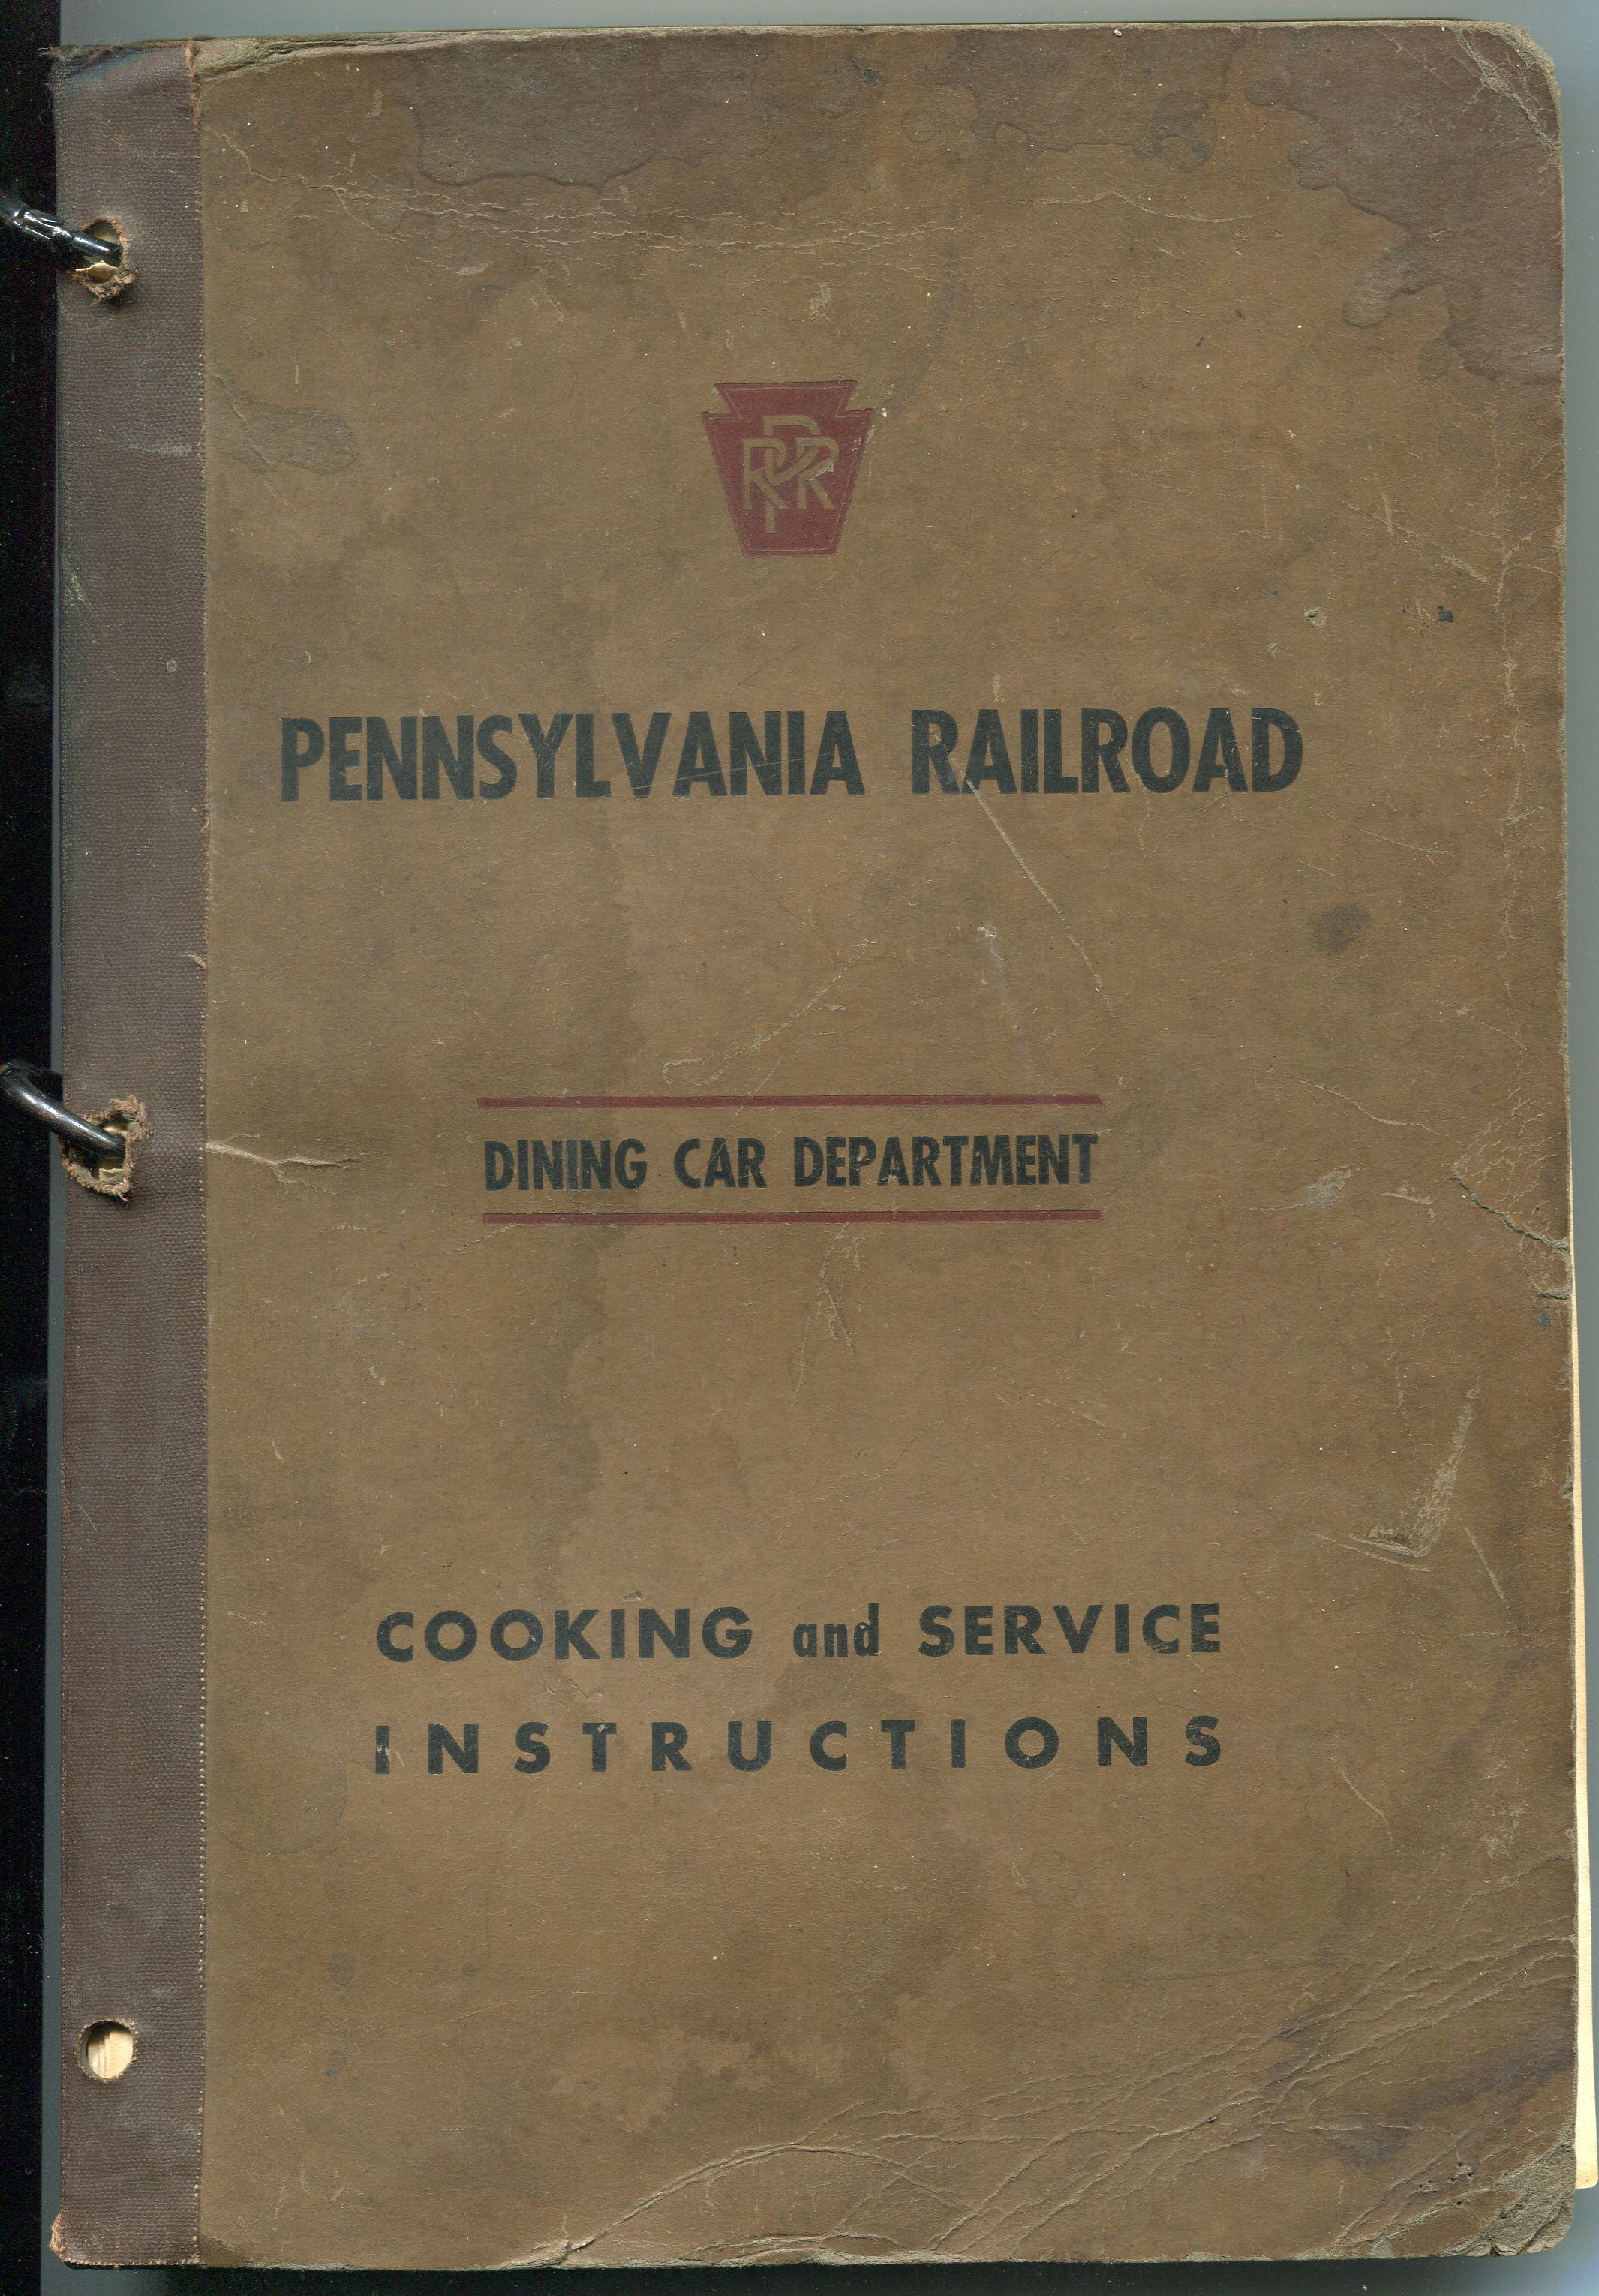 PRR
PENNSYLVANIA RAILROAD
DINING CAR DEPARTMENT
COOKING and SERVICE
INSTRUCTIONS